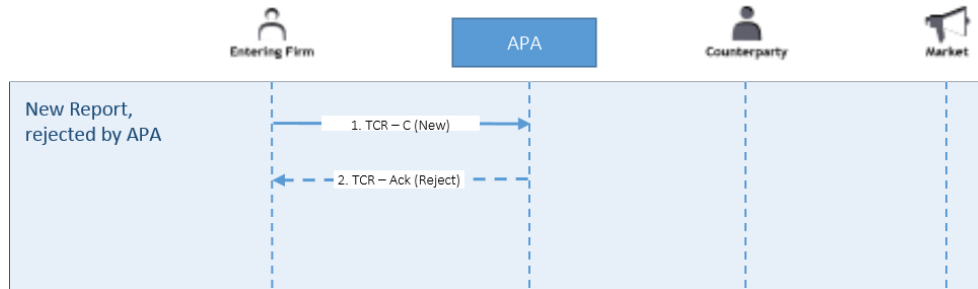 Entering Firm
APA
Counterparty
Market
New Report,
rejected by APA
1. TCR – C (New)
2. TCR – Ack (Reject)